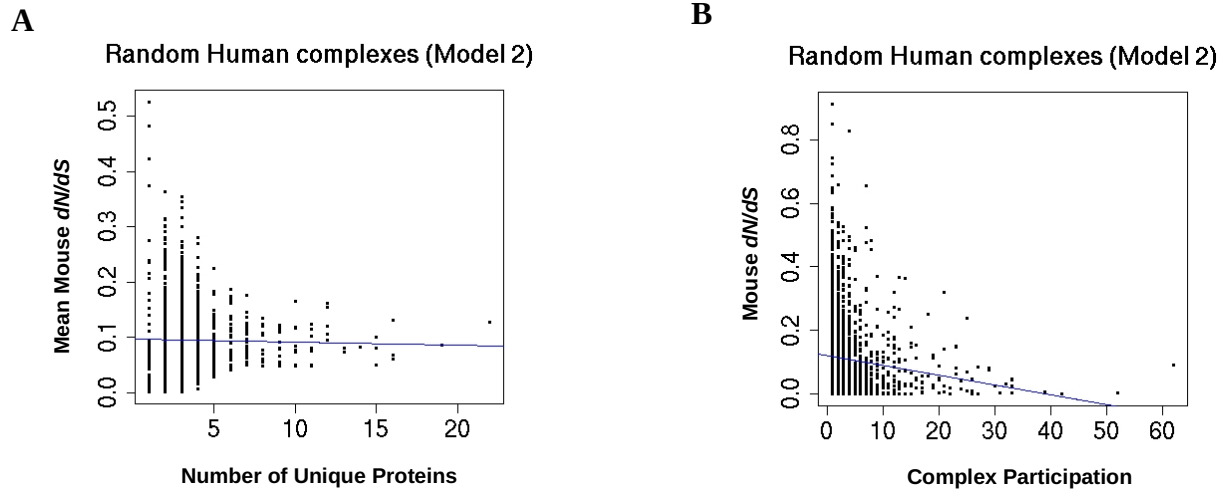 A
Random Human complexes (Model 2)
Mean Mouse dN/dS
0.5
0.4
0.3
0.2
0.1
0.0
5 10 15 20
Number of Unique Proteins
B
Random Human complexes (Model 2)
Mouse dN/dS
0.8
0.6
0.4
0.2
0.0
0 10 20 30 40 50 60
Complex Participation